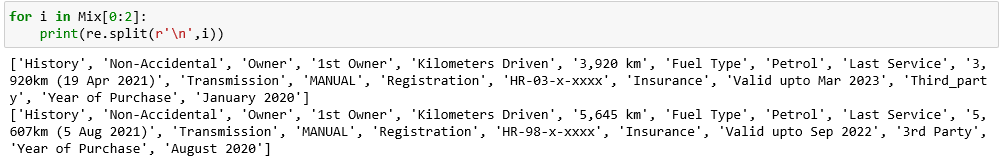 for i in Mix[0:2]:
    print(re.split(r'\n',i))
['History', 'Non-Accidental', 'Owner', '1st Owner', 'Kilometers Driven', '3,920 km', 'Fuel Type', 'Petrol', 'Last Service', '3,
920km (19 Apr 2021)', 'Transmission', 'MANUAL', 'Registration', 'HR-03-x-xxxx', 'Insurance', 'Valid upto Mar 2023', 'Third_part
y', 'Year of Purchase', 'January 2020']
['History', 'Non-Accidental', 'Owner', '1st Owner', 'Kilometers Driven', '5,645 km', 'Fuel Type', 'Petrol', 'Last Service', '5,
607km (5 Aug 2021)', 'Transmission', 'MANUAL', 'Registration', 'HR-98-x-xxxx', 'Insurance', 'Valid upto Sep 2022', '3rd Party',
'Year of Purchase', 'August 2020']